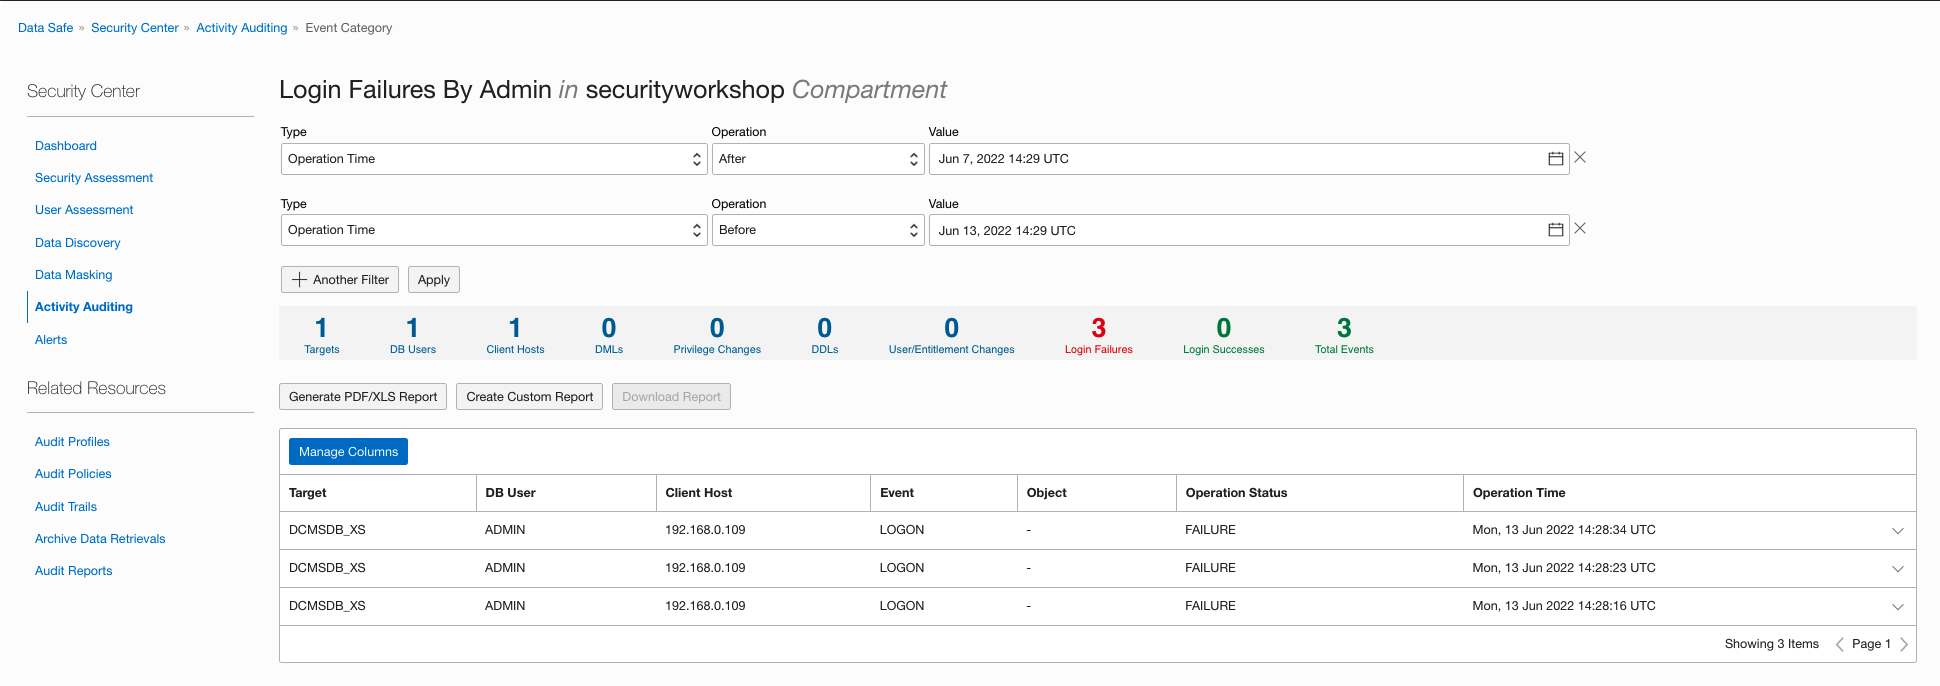 Data Safe » Security Center » Activity Auditing » Event Category
Security Center
Dashboard
Security Assessment
User Assessment
Data Discovery
Data Masking
Activity Auditing
Alerts
Related Resources
Audit Profiles
Audit Policies
Audit Trails
Archive Data Retrievals
Audit Reports
Login Failures By Admin in securityworkshop Compartment
Type Operation Value
Operation Time After Jun 7, 2022 14:29 UTC
Type Operation Value
Operation Time Before Jun 13, 2022 14:29 UTC
Another Filter Apply
1 1 1 0 0 0 0 3 0 3
Targets DB Users Client Hosts DMLs Privilege Changes DDLs User/Entitlement Changes Login Failures Login Successes Total Events
Generate PDF/XLS Report Create Custom Report Download Report
Manage Columns
Target DB User Client Host Event Object Operation Status Operation Time
DCMSDB_XS ADMIN 192.168.0.109 LOGON - FAILURE Mon, 13 Jun 2022 14:28:34 UTC
DCMSDB_XS ADMIN 192.168.0.109 LOGON - FAILURE Mon, 13 Jun 2022 14:28:23 UTC
DCMSDB_XS ADMIN 192.168.0.109 LOGON - FAILURE Mon, 13 Jun 2022 14:28:16 UTC
Showing 3 Items Page 1